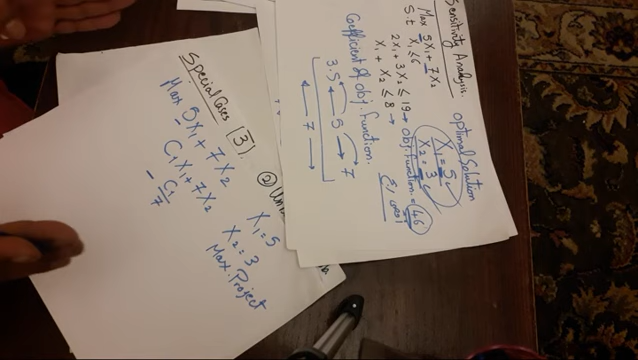 Sensitivity Analysis.
Max 5X1 + 7X2
S.t X1 ≤ 6
2X1 + 3X2 ≤ 19 →
X1 + X2 ≤ 8 →
optimal Solution
X1 = 5
X2 = 3
obj. function = 46
Coefficient of obj. function.
3.5 ← 5 → 7
← 7 →
Special Cases [3].
Max 5X1 + 7X2
C1X1 + 7X2
- C1/7
②
X1 = 5
X2 = 3
Max. Project